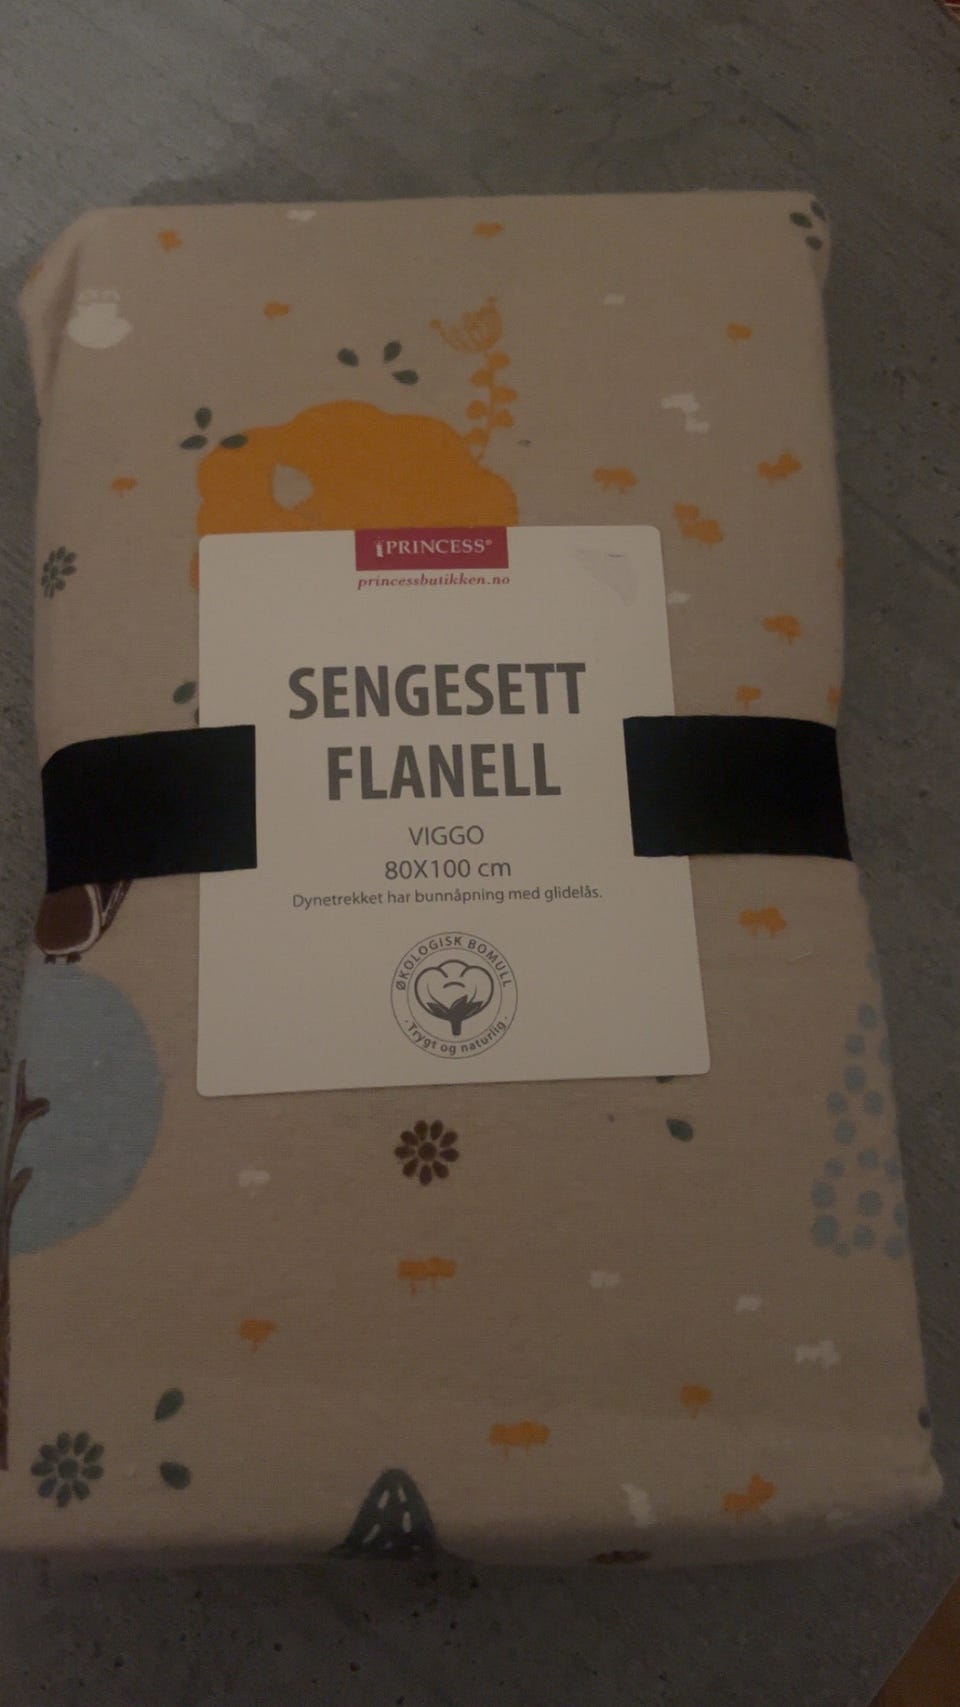 PRINCESS®
princessbutikken.no
SENGESETT
FLANELL
VIGGO
80X100 cm
Dynetrekket har bunnåpning med glidelås.
ØKOLOGISK BOMULL
· Trygt og naturlig ·